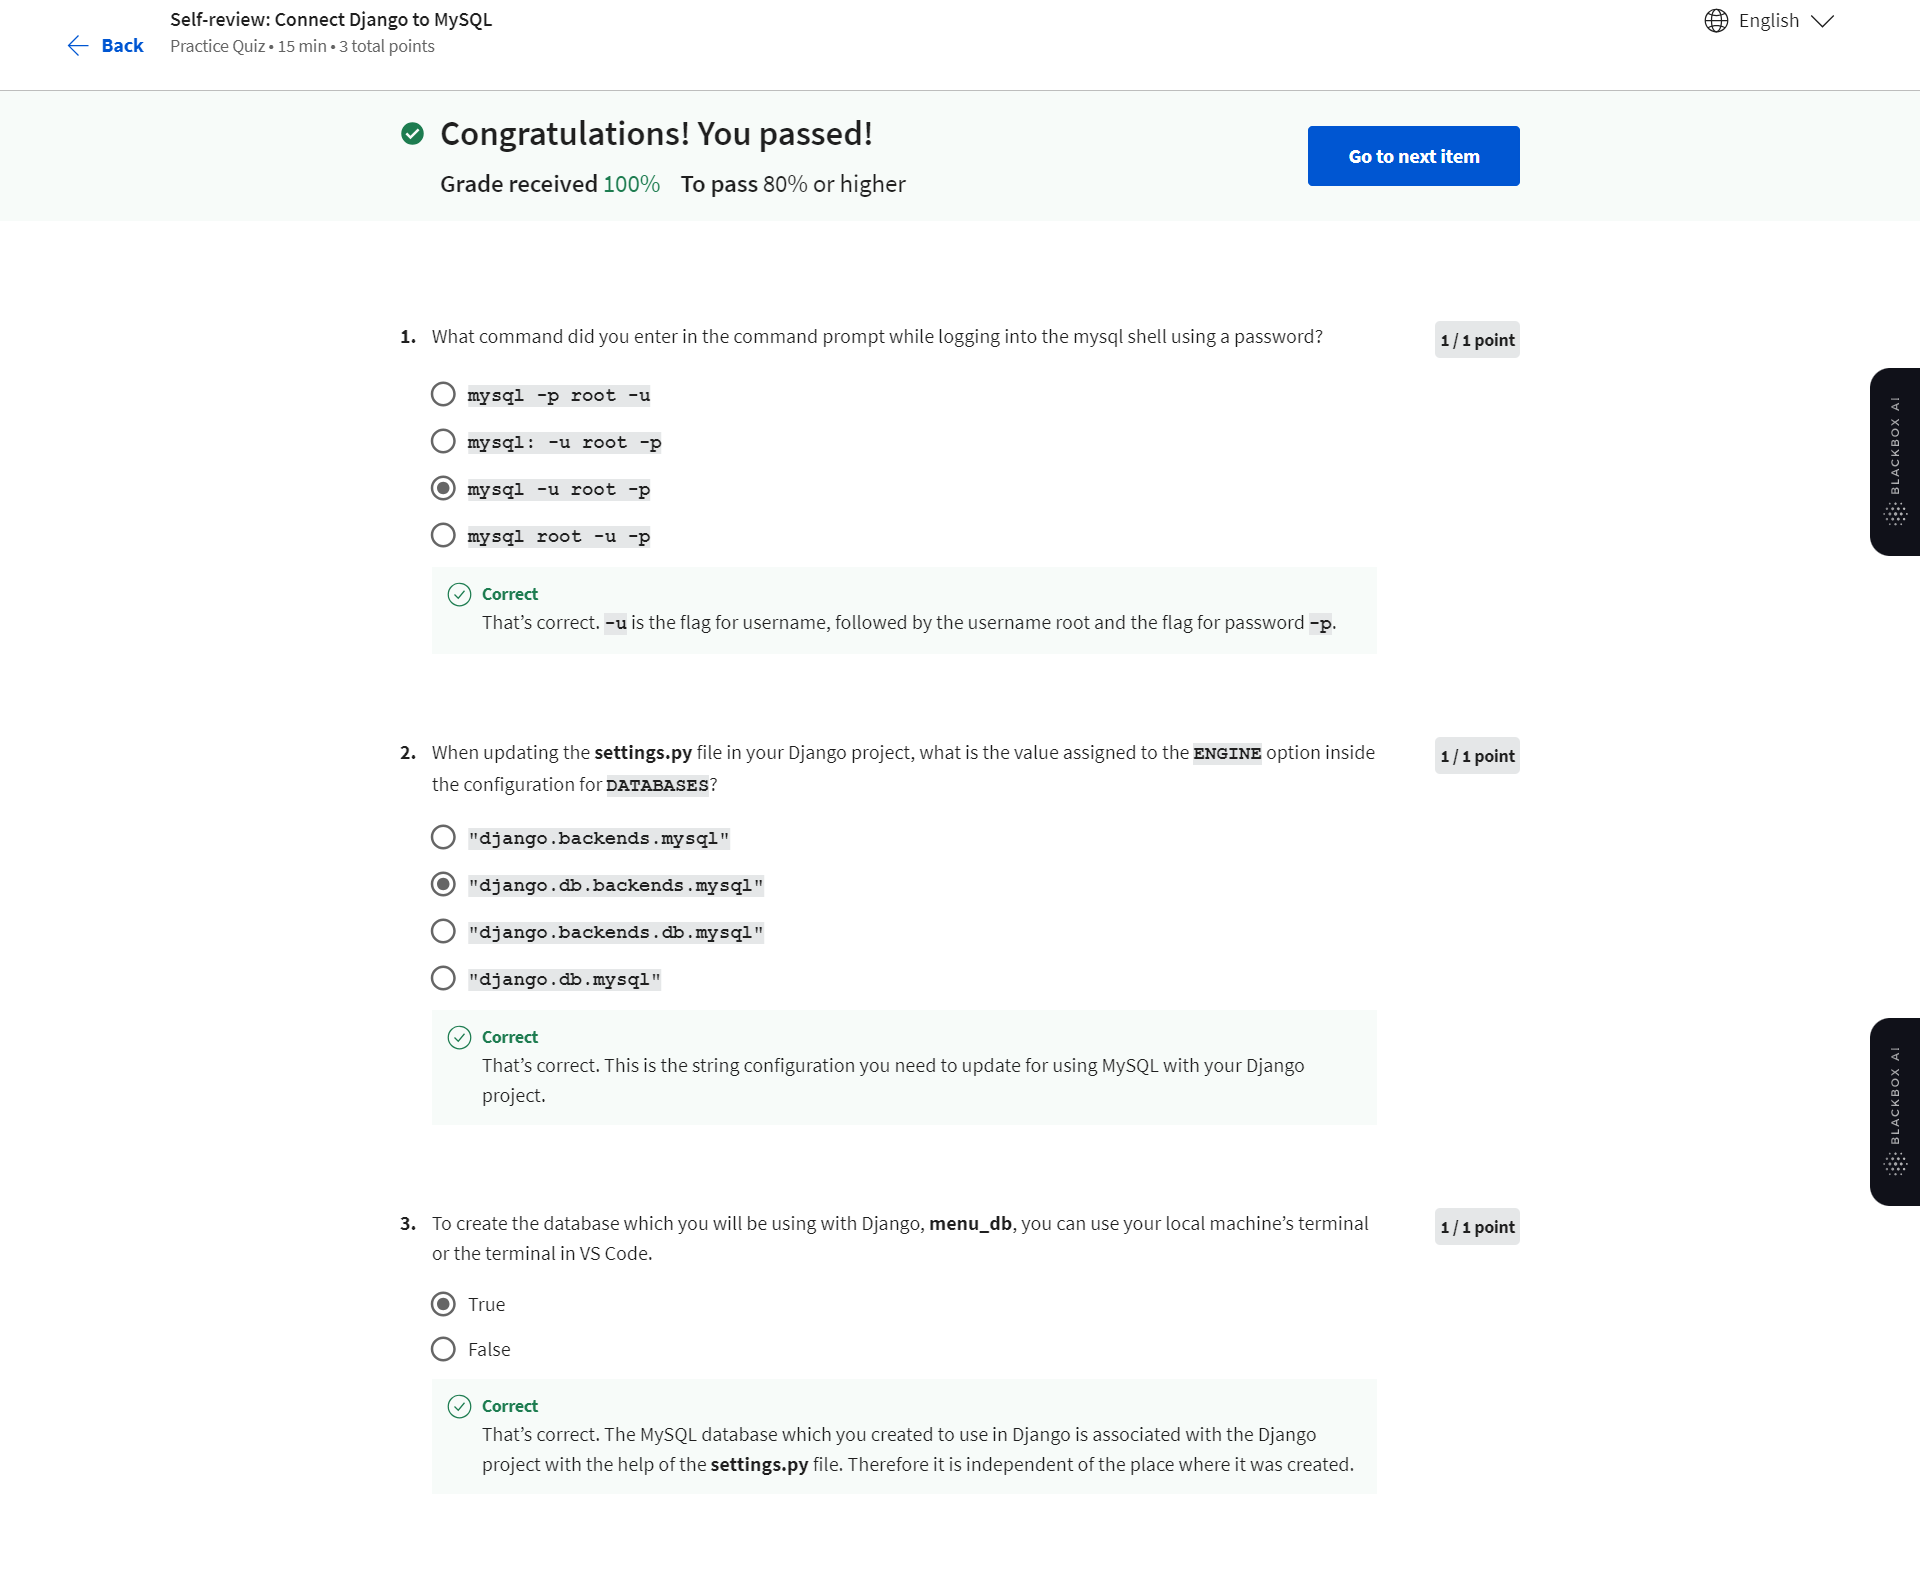 Self-review: Connect Django to MySQL
Back
Practice Quiz • 15 min • 3 total points
English
Congratulations! You passed!
Grade received 100% To pass 80% or higher
Go to next item
1. What command did you enter in the command prompt while logging into the mysql shell using a password?
1 / 1 point
mysql -p root -u
mysql: -u root -p
mysql -u root -p
mysql root -u -p
Correct
That’s correct. -u is the flag for username, followed by the username root and the flag for password -p.
BLACKBOX AI
2. When updating the settings.py file in your Django project, what is the value assigned to the ENGINE option inside
the configuration for DATABASES?
1 / 1 point
"django.backends.mysql"
"django.db.backends.mysql"
"django.backends.db.mysql"
"django.db.mysql"
Correct
That’s correct. This is the string configuration you need to update for using MySQL with your Django
project.
BLACKBOX AI
3. To create the database which you will be using with Django, menu_db, you can use your local machine’s terminal
or the terminal in VS Code.
1 / 1 point
True
False
Correct
That’s correct. The MySQL database which you created to use in Django is associated with the Django
project with the help of the settings.py file. Therefore it is independent of the place where it was created.